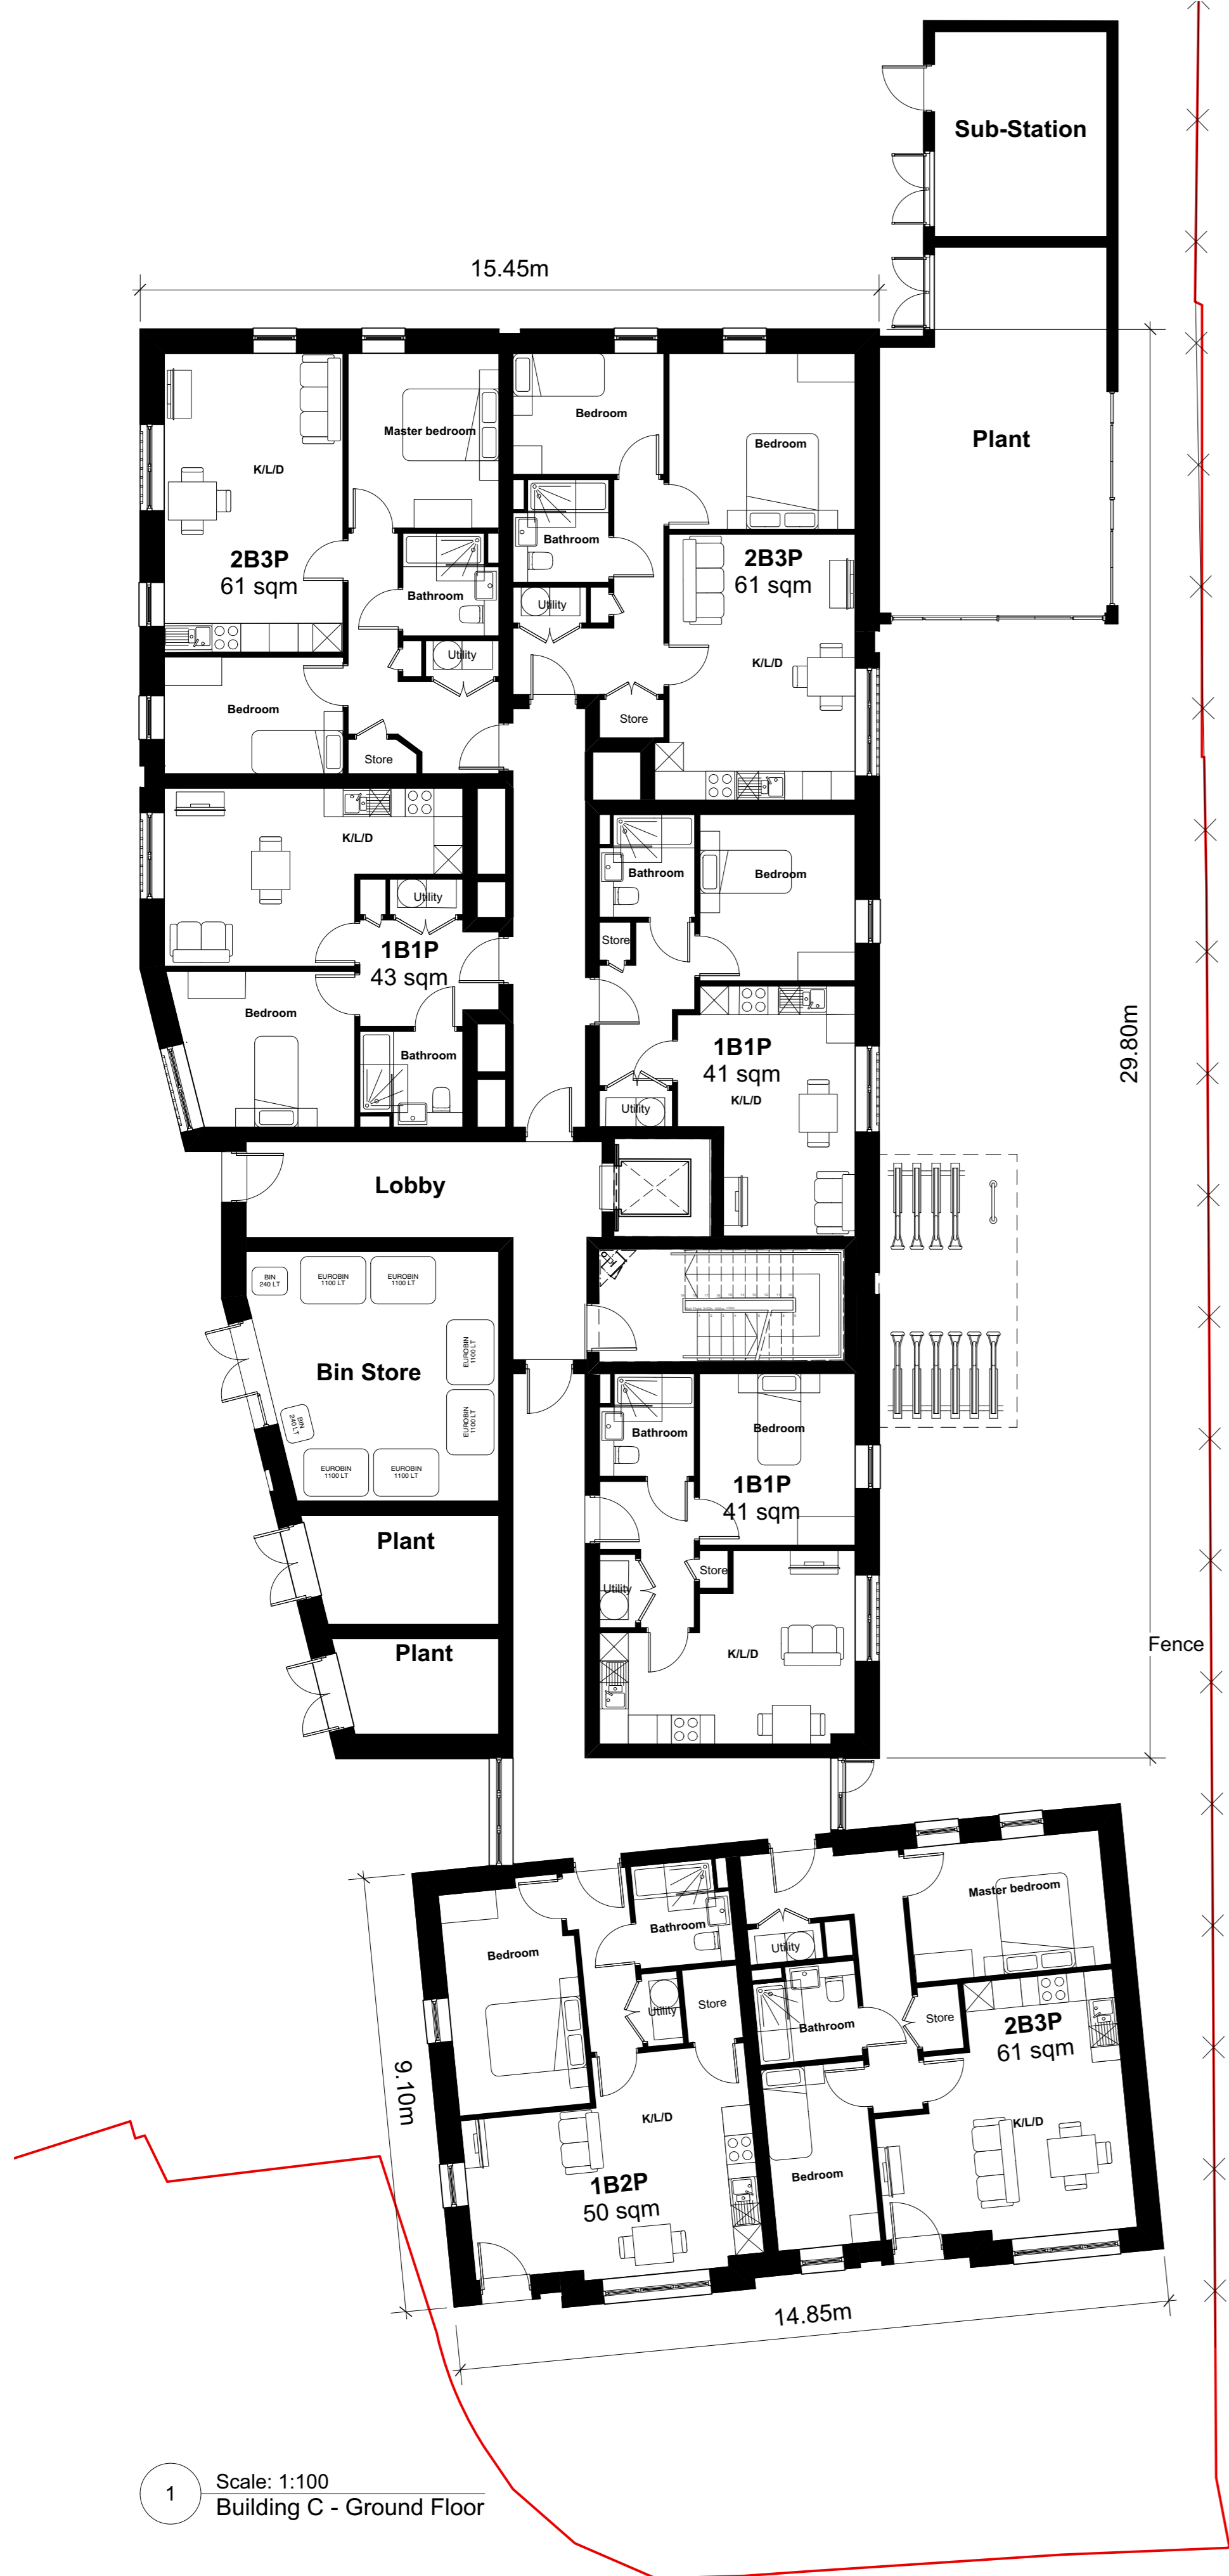 Sub-Station
15.45m
Plant
Bedroom
Bedroom
Master bedroom
K/L/D
2B3P
61 sqm
Bathroom
Bathroom
2B3P
61 sqm
Utility
Utility
K/L/D
Bedroom
Store
Store
K/L/D
Bathroom
Bedroom
Utility
1B1P
43 sqm
Store
Bedroom
Bathroom
1B1P
41 sqm
K/L/D
Utility
29.80m
Lobby
BIN
240 LT
EUROBIN
1100 LT
EUROBIN
1100 LT
EUROBIN
1100 LT
EUROBIN
1100 LT
Bin Store
BIN
240 LT
EUROBIN
1100 LT
EUROBIN
1100 LT
Bathroom
Bedroom
1B1P
41 sqm
Plant
Store
Utility
K/L/D
Plant
Fence
Master bedroom
Bedroom
Bathroom
Utility
Utility
Store
Store
Bathroom
2B3P
61 sqm
9.10m
K/L/D
K/L/D
1B2P
50 sqm
Bedroom
14.85m
1
Scale: 1:100
Building C - Ground Floor